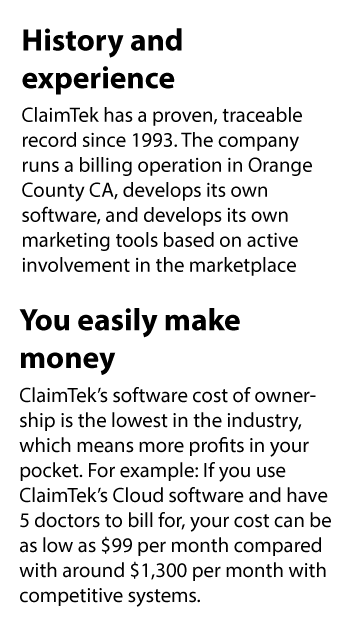 History and
experience
ClaimTek has a proven, traceable
record since 1993. The company
runs a billing operation in Orange
County CA, develops its own
software, and develops its own
marketing tools based on active
involvement in the marketplace
You easily make
money
ClaimTek’s software cost of owner-
ship is the lowest in the industry,
which means more profits in your
pocket. For example: If you use
ClaimTek’s Cloud software and have
5 doctors to bill for, your cost can be
as low as $99 per month compared
with around $1,300 per month with
competitive systems.